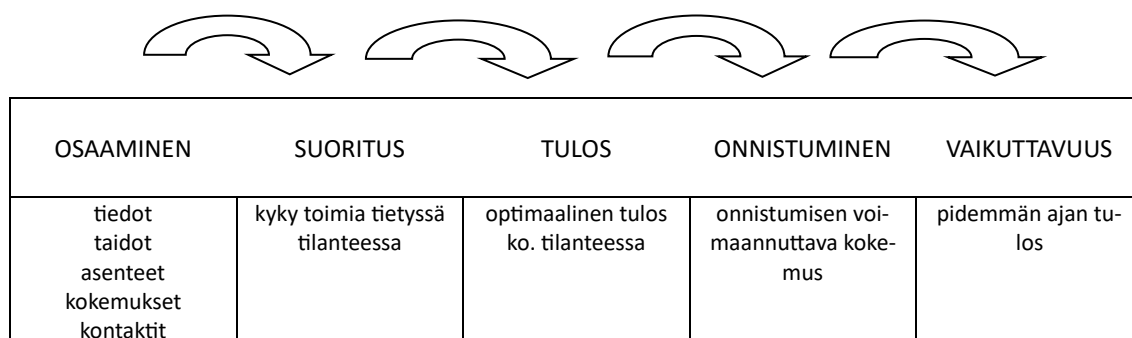 OSAAMINEN SUORITUS TULOS ONNISTUMINEN VAIKUTTAVUUS
tiedot
taidot
asenteet
kokemukset
kontaktit
kyky toimia tietyssä
tilanteessa
optimaalinen tulos
ko. tilanteessa
onnistumisen voi-
maannuttava koke-
mus
pidemmän ajan tu-
los